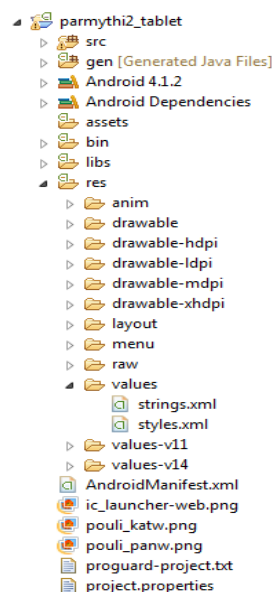 parmythi2_tablet
src
gen [Generated Java Files]
Android 4.1.2
Android Dependencies
assets
bin
libs
res
anim
drawable
drawable-hdpi
drawable-ldpi
drawable-mdpi
drawable-xhdpi
layout
menu
raw
values
strings.xml
styles.xml
values-v11
values-v14
AndroidManifest.xml
ic_launcher-web.png
pouli_katw.png
pouli_panw.png
proguard-project.txt
project.properties